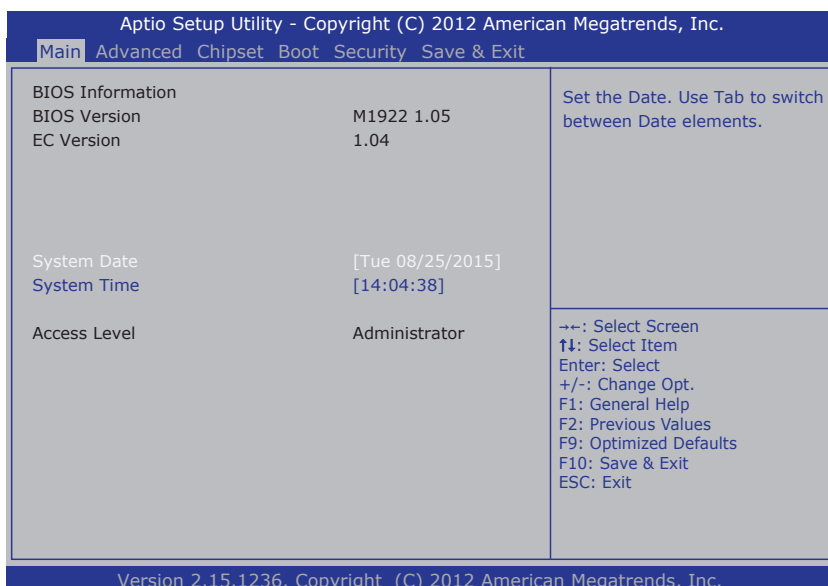 Aptio Setup Utility - Copyright (C) 2012 American Megatrends, Inc.
Main Advanced Chipset Boot Security Save & Exit
BIOS Information
BIOS Version M1922 1.05
EC Version 1.04
System Date [Tue 08/25/2015]
System Time [14:04:38]
Access Level Administrator
Set the Date. Use Tab to switch
between Date elements.
→←: Select Screen
↑↓: Select Item
Enter: Select
+/-: Change Opt.
F1: General Help
F2: Previous Values
F9: Optimized Defaults
F10: Save & Exit
ESC: Exit
Version 2.15.1236. Copyright (C) 2012 American Megatrends, Inc.